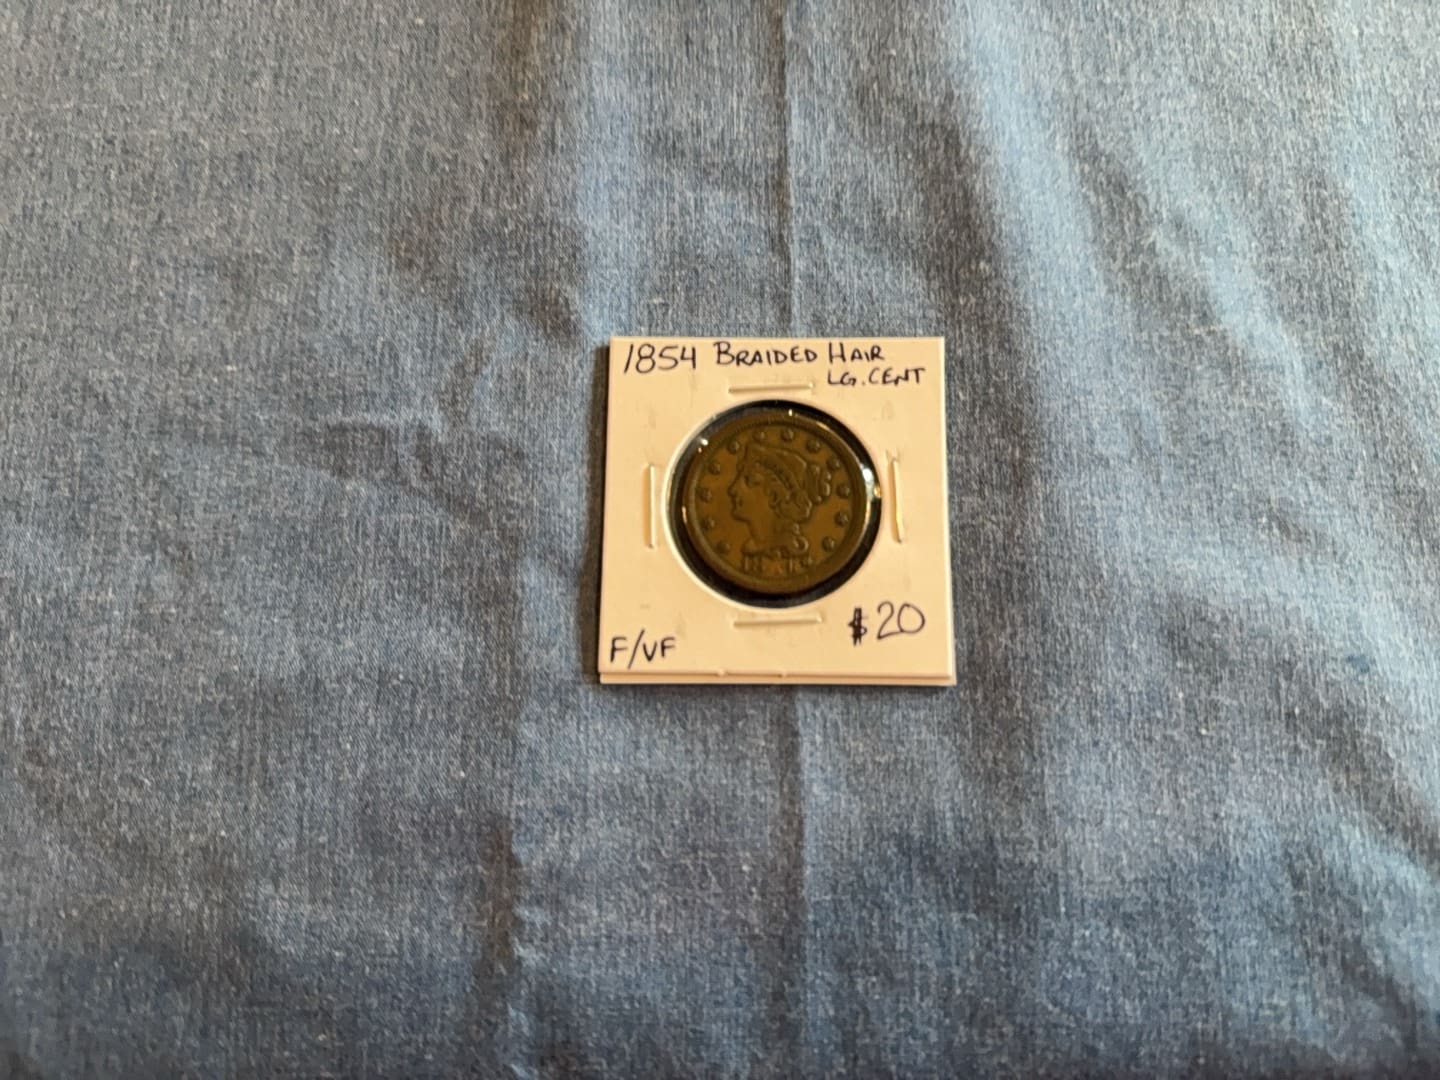 1854 BRAIDED HAIR
LG. CENT
F/VF
$20